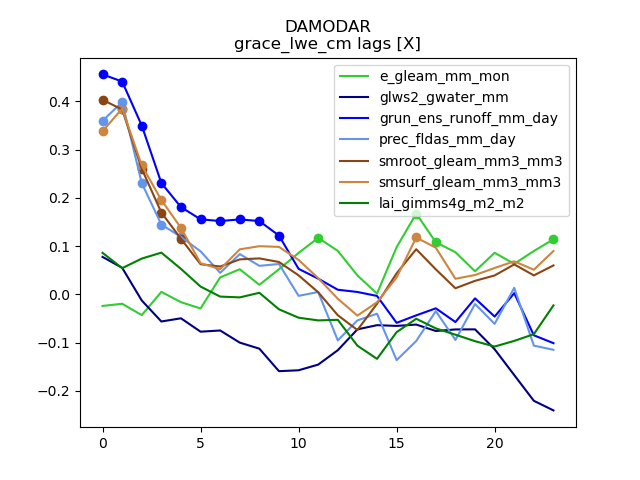 DAMODAR
grace_lwe_cm lags [X]
e_gleam_mm_mon
glws2_gwater_mm
grun_ens_runoff_mm_day
prec_fldas_mm_day
smroot_gleam_mm3_mm3
smsurf_gleam_mm3_mm3
lai_gimms4g_m2_m2
0.4
0.3
0.2
0.1
0.0
−0.1
−0.2
0 5 10 15 20